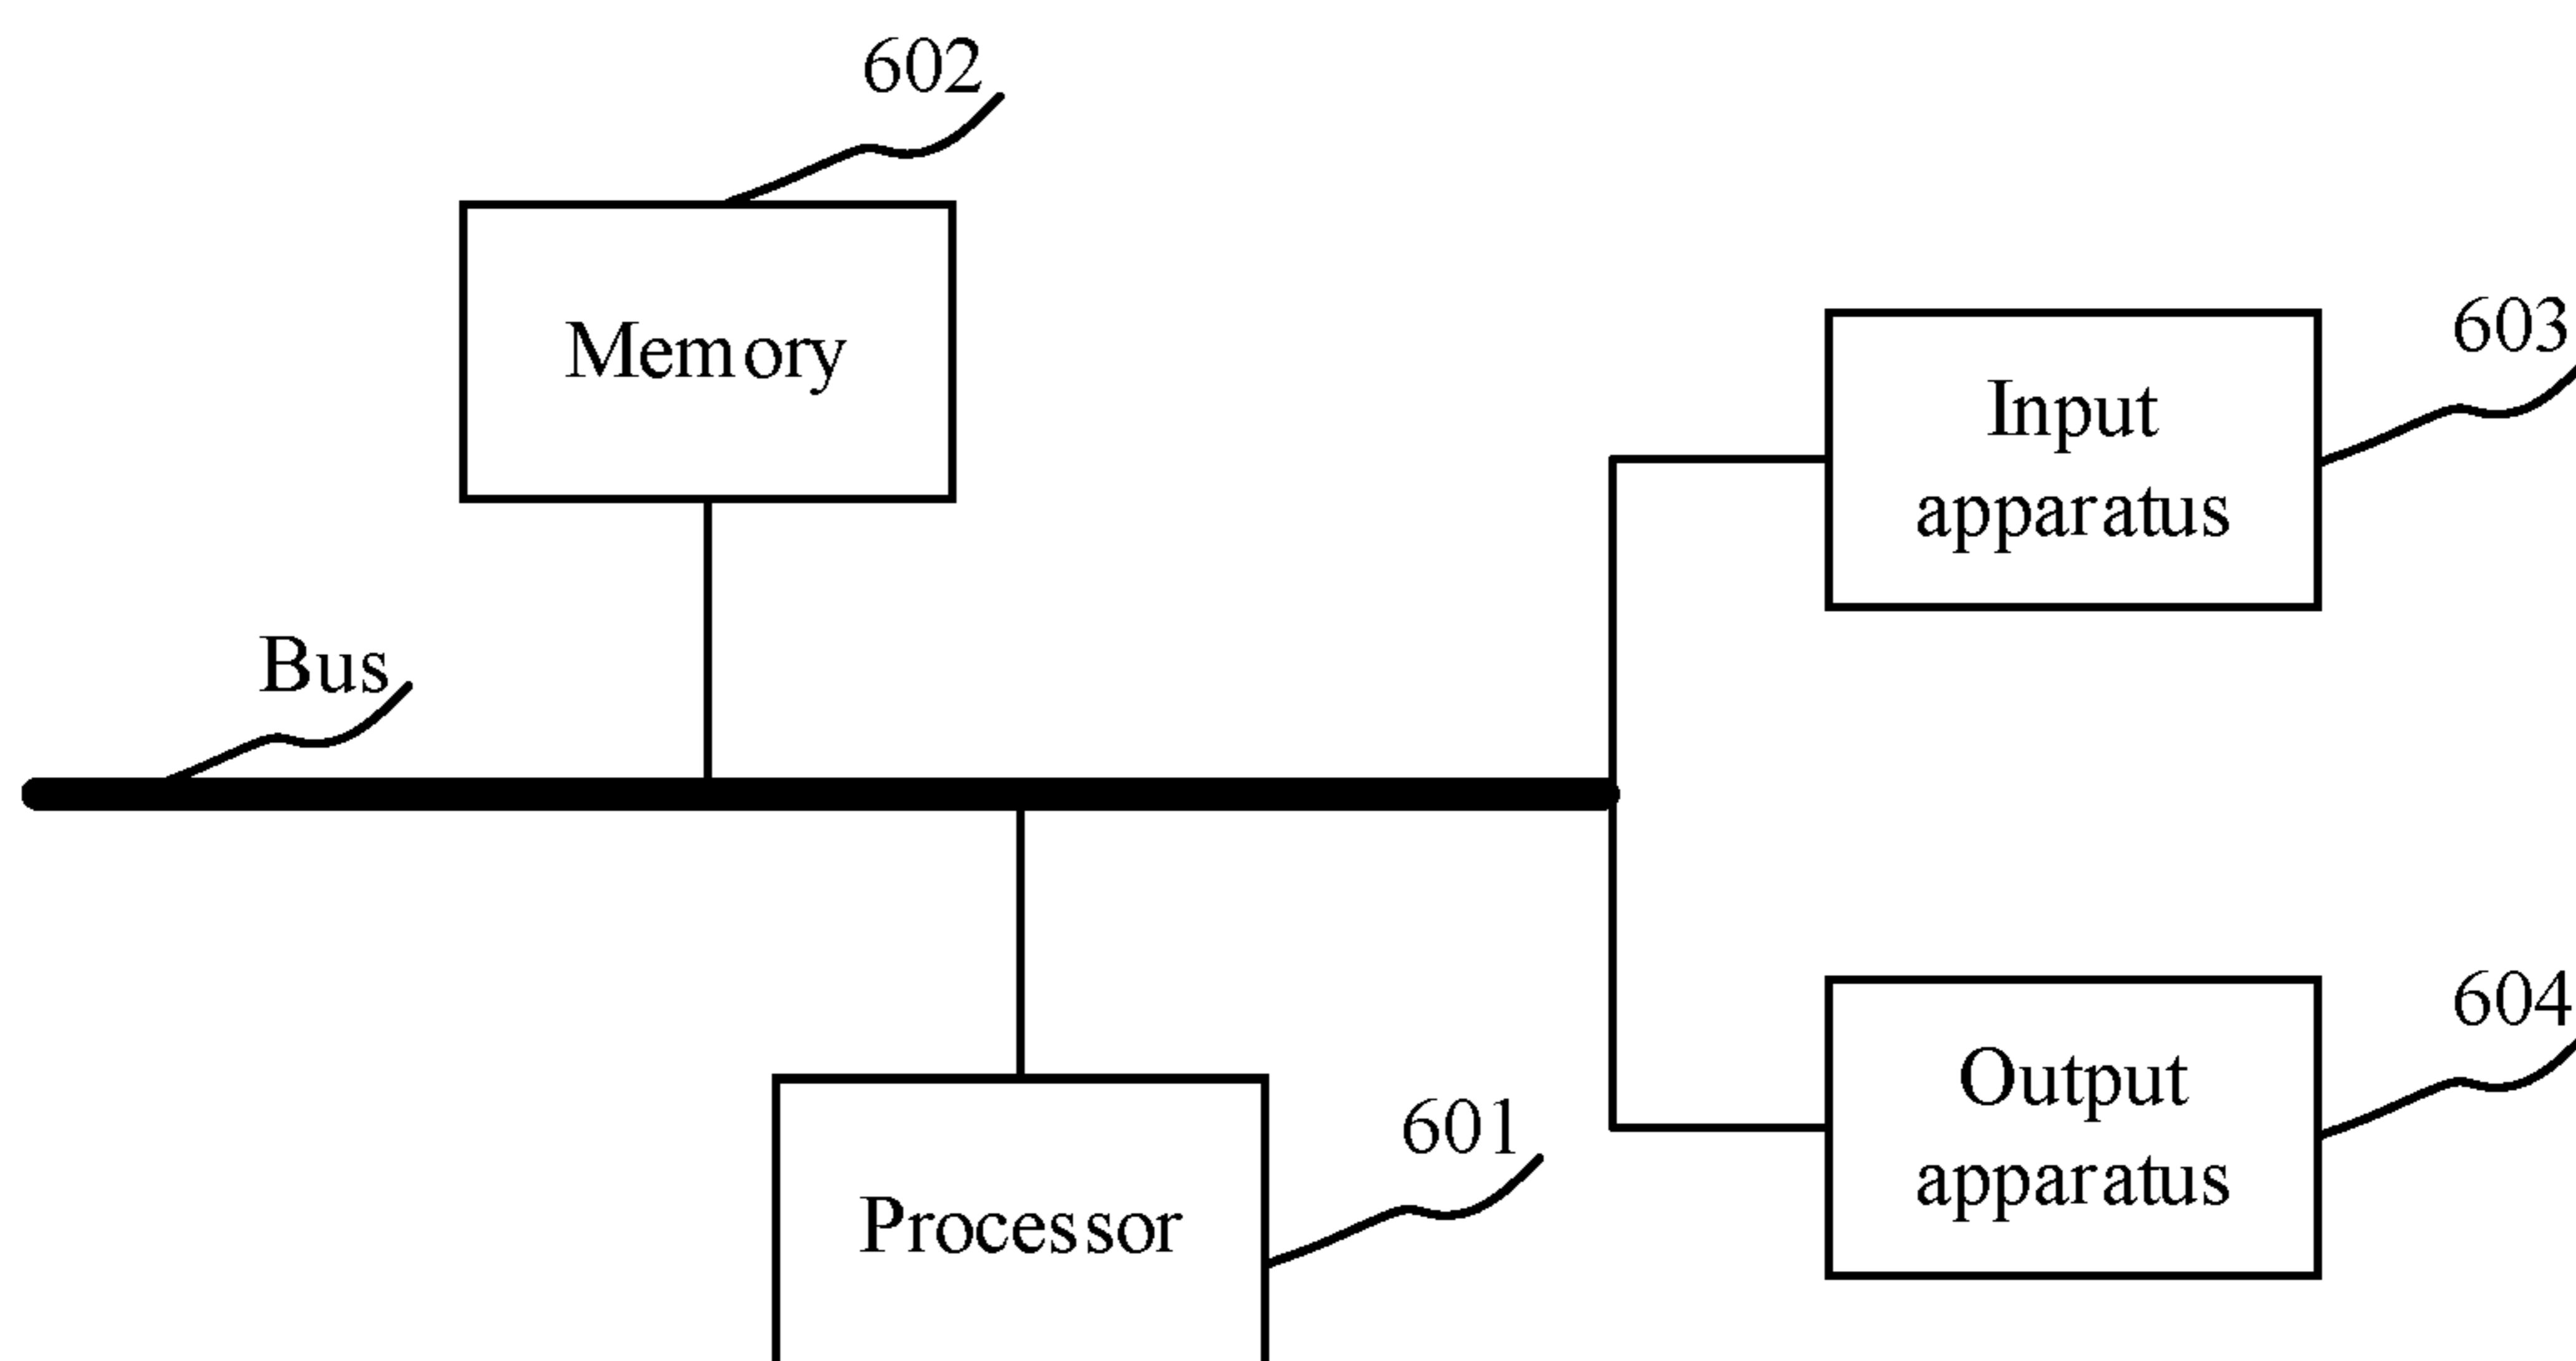 602
Memory
603
Input
apparatus
Bus
604
Output
apparatus
601
Processor